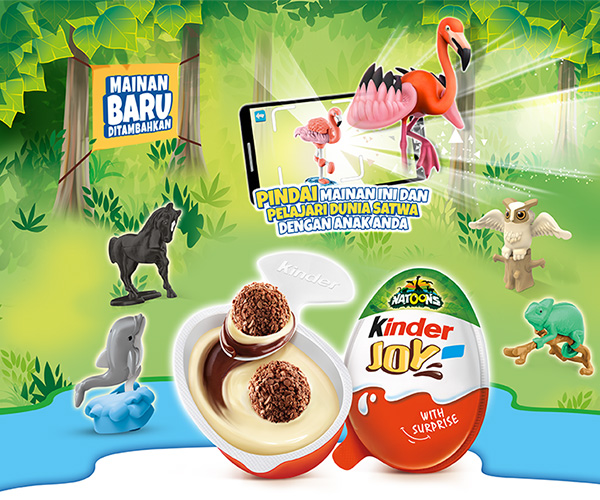 MAINAN
BARU
DITAMBAHKAN
PINDAI MAINAN INI DAN
PELAJARI DUNIA SATWA
DENGAN ANAK ANDA
Kinder
NATOONS
Kinder
JOY
WITH
SURPRISE